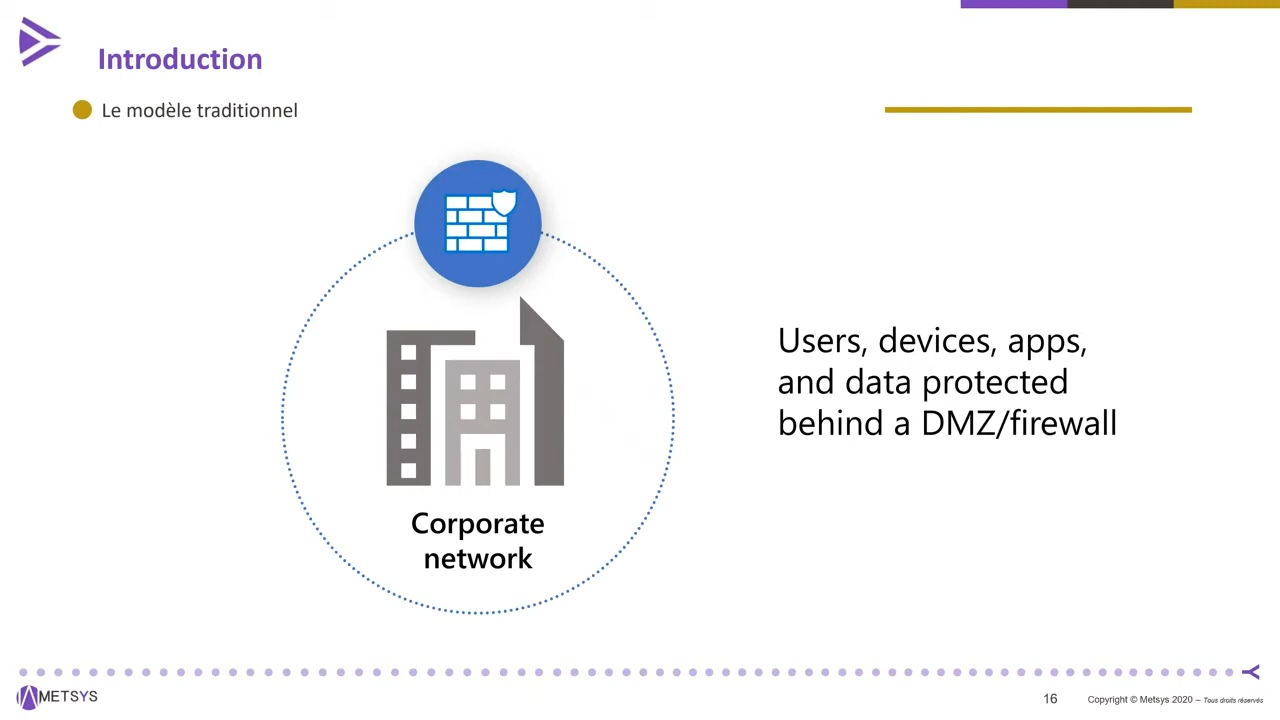 Introduction
Le modèle traditionnel
Users, devices, apps,
and data protected
behind a DMZ/firewall
Corporate
network
METSYS
16
Copyright © Metsys 2020 – Tous droits réservés